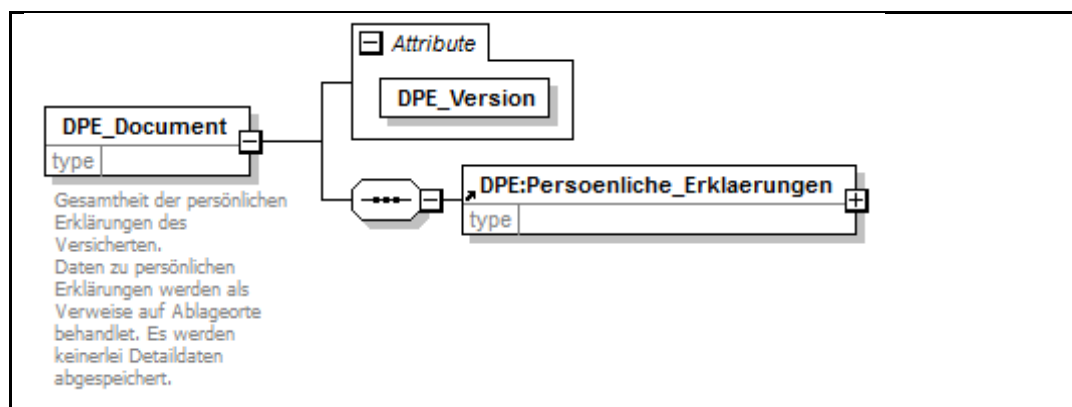 Attribute
DPE_Version
DPE_Document
type
DPE:Persoenliche_Erklaerungen
type
Gesamtheit der persönlichen
Erklärungen des
Versicherten.
Daten zu persönlichen
Erklärungen werden als
Verweise auf Ablageorte
behandlet. Es werden
keinerlei Detaildaten
abgespeichert.